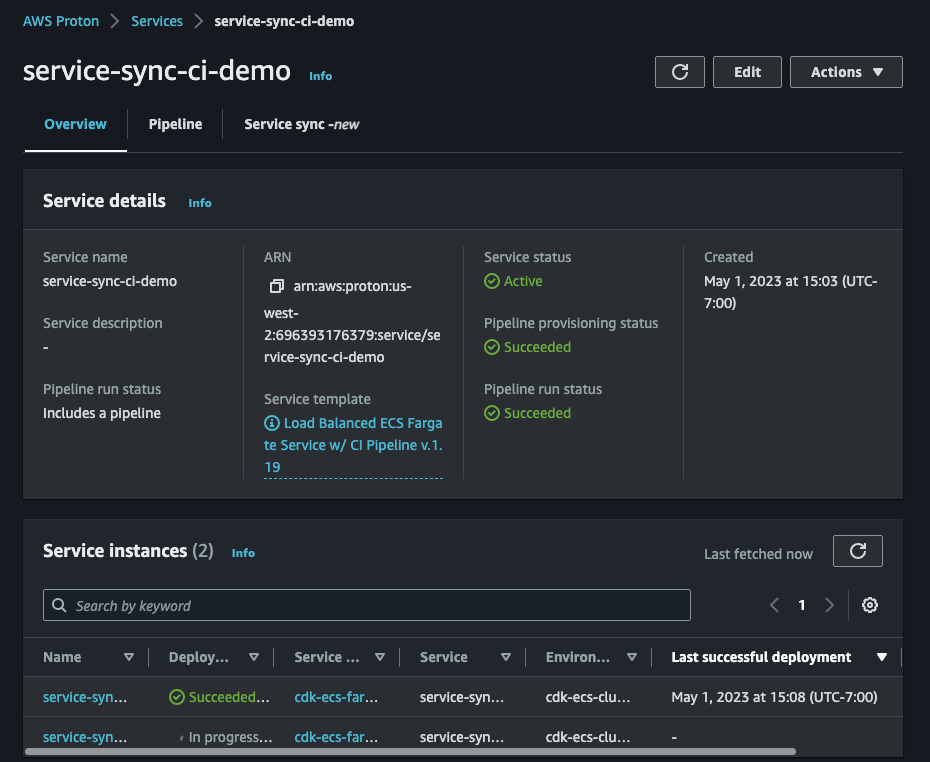 AWS Proton > Services > service-sync-ci-demo
service-sync-ci-demo Info
Edit
Actions
Overview
Pipeline
Service sync -new
Service details Info
Service name
service-sync-ci-demo
Service description
-
Pipeline run status
Includes a pipeline
ARN
arn:aws:proton:us-
west-
2:696393176379:service/se
rvice-sync-ci-demo
Service template
Load Balanced ECS Farga
te Service w/ CI Pipeline v.1.
19
Service status
Active
Pipeline provisioning status
Succeeded
Pipeline run status
Succeeded
Created
May 1, 2023 at 15:03 (UTC-
7:00)
Service instances (2) Info
Last fetched now
Search by keyword
1
Name Deploy... Service ... Service Environ... Last successful deployment
service-syn... Succeeded... cdk-ecs-far... service-syn... cdk-ecs-clu... May 1, 2023 at 15:08 (UTC-7:00)
service-syn... In progress... cdk-ecs-far... service-syn... cdk-ecs-clu... -